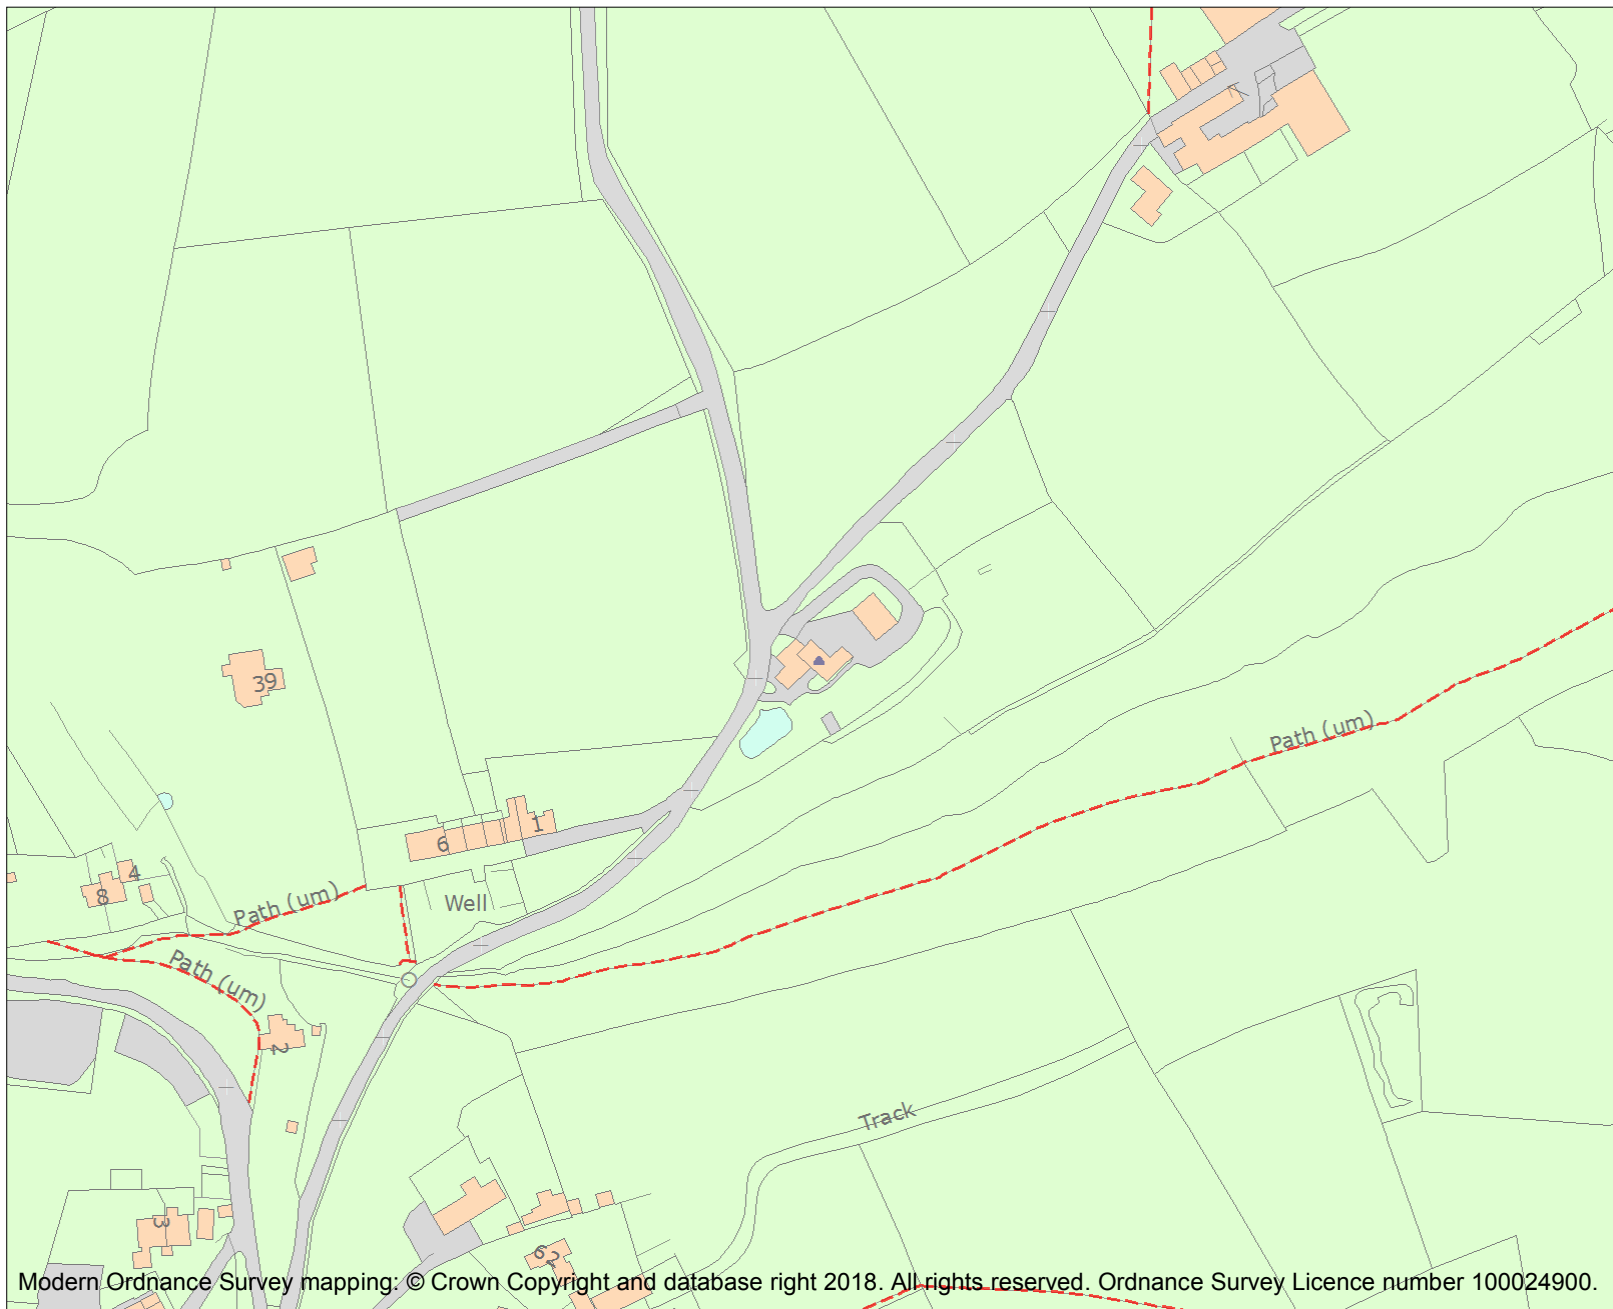 39
Path (um)
1
6
4
8
Well
Path (um)
Path (um)
2
Track
3
62
Modern Ordnance Survey mapping: © Crown Copyright and database right 2018. All rights reserved. Ordnance Survey Licence number 100024900.